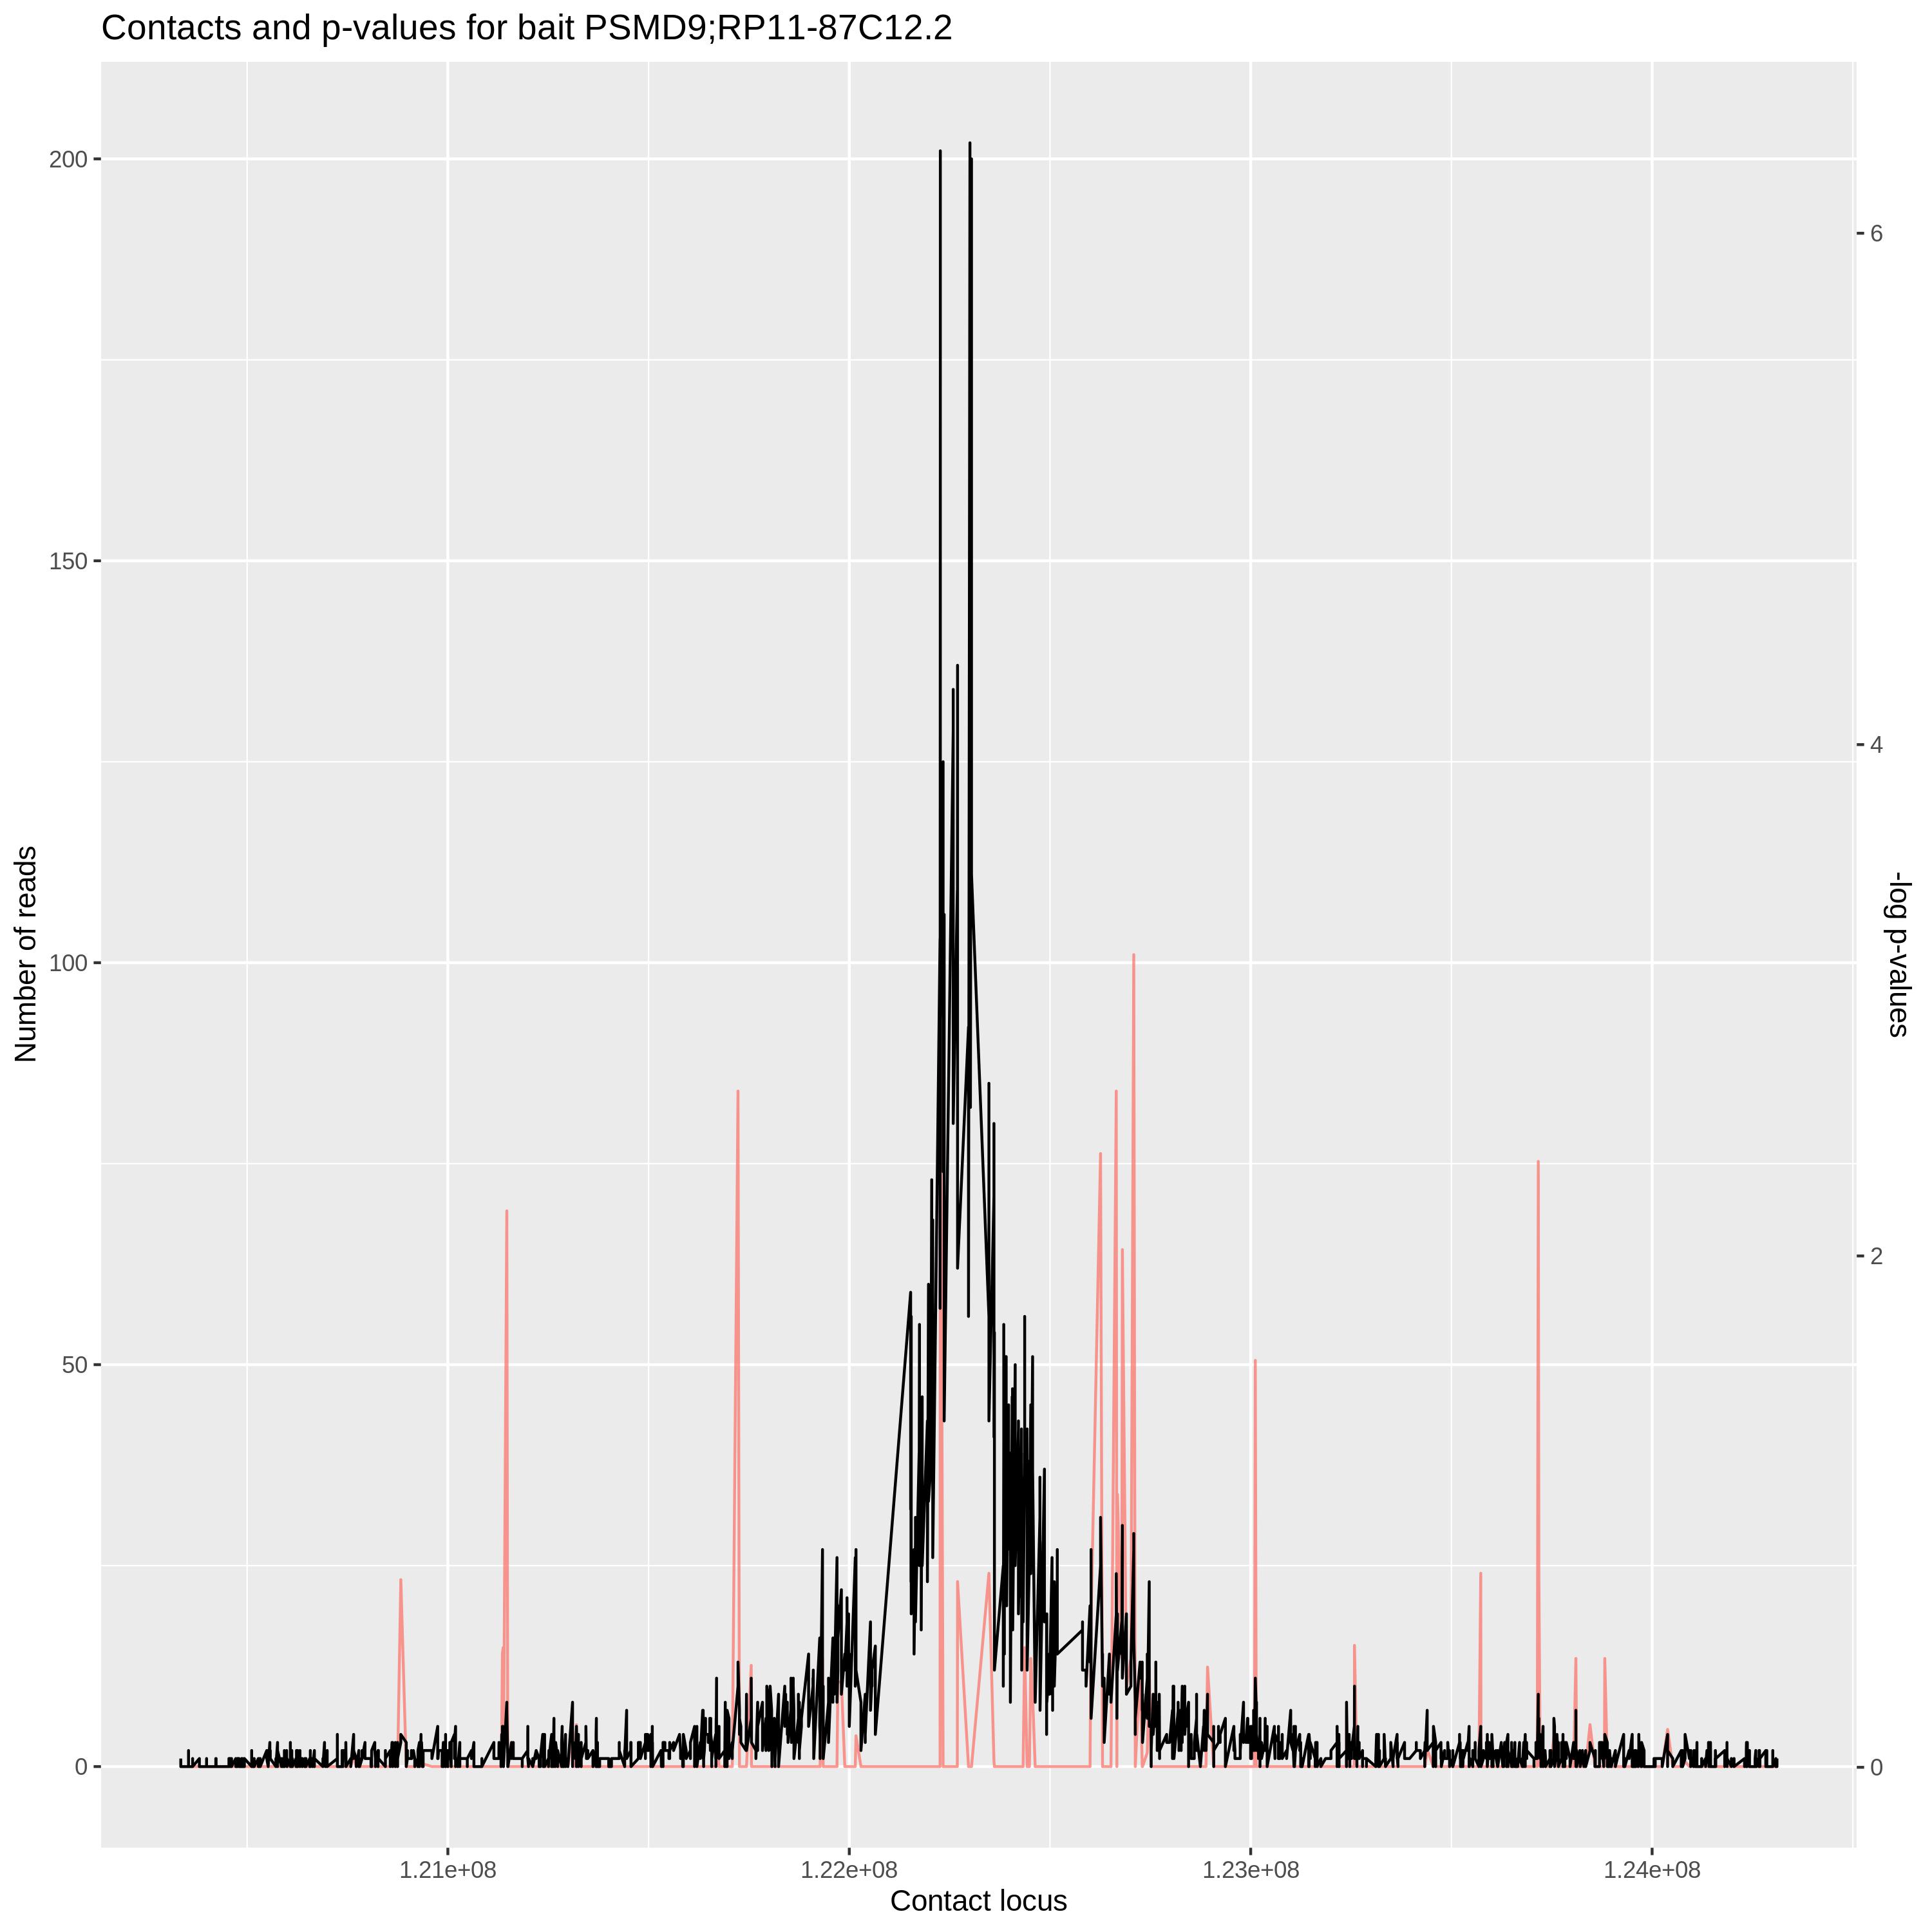 Contacts and p-values for bait PSMD9;RP11-87C12.2
200
150
100
50
0
Number of reads
6
4
2
0
-log p-values
1.21e+08
1.22e+08
1.23e+08
1.24e+08
Contact locus